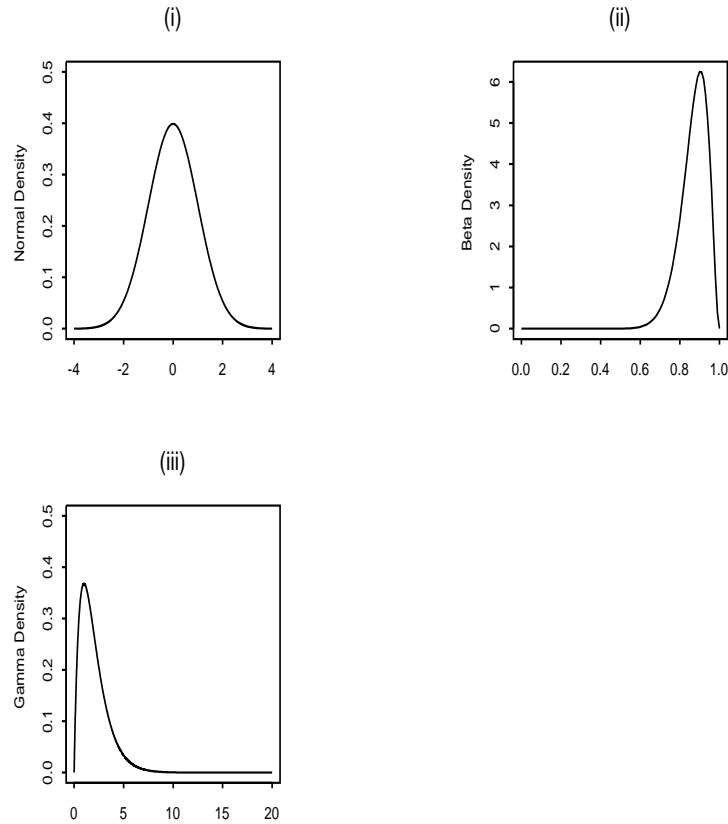 (i)
Normal Density
0.0 0.1 0.2 0.3 0.4 0.5
-4 -2 0 2 4
(ii)
Beta Density
0 1 2 3 4 5 6
0.0 0.2 0.4 0.6 0.8 1.0
(iii)
Gamma Density
0.0 0.1 0.2 0.3 0.4 0.5
0 5 10 15 20